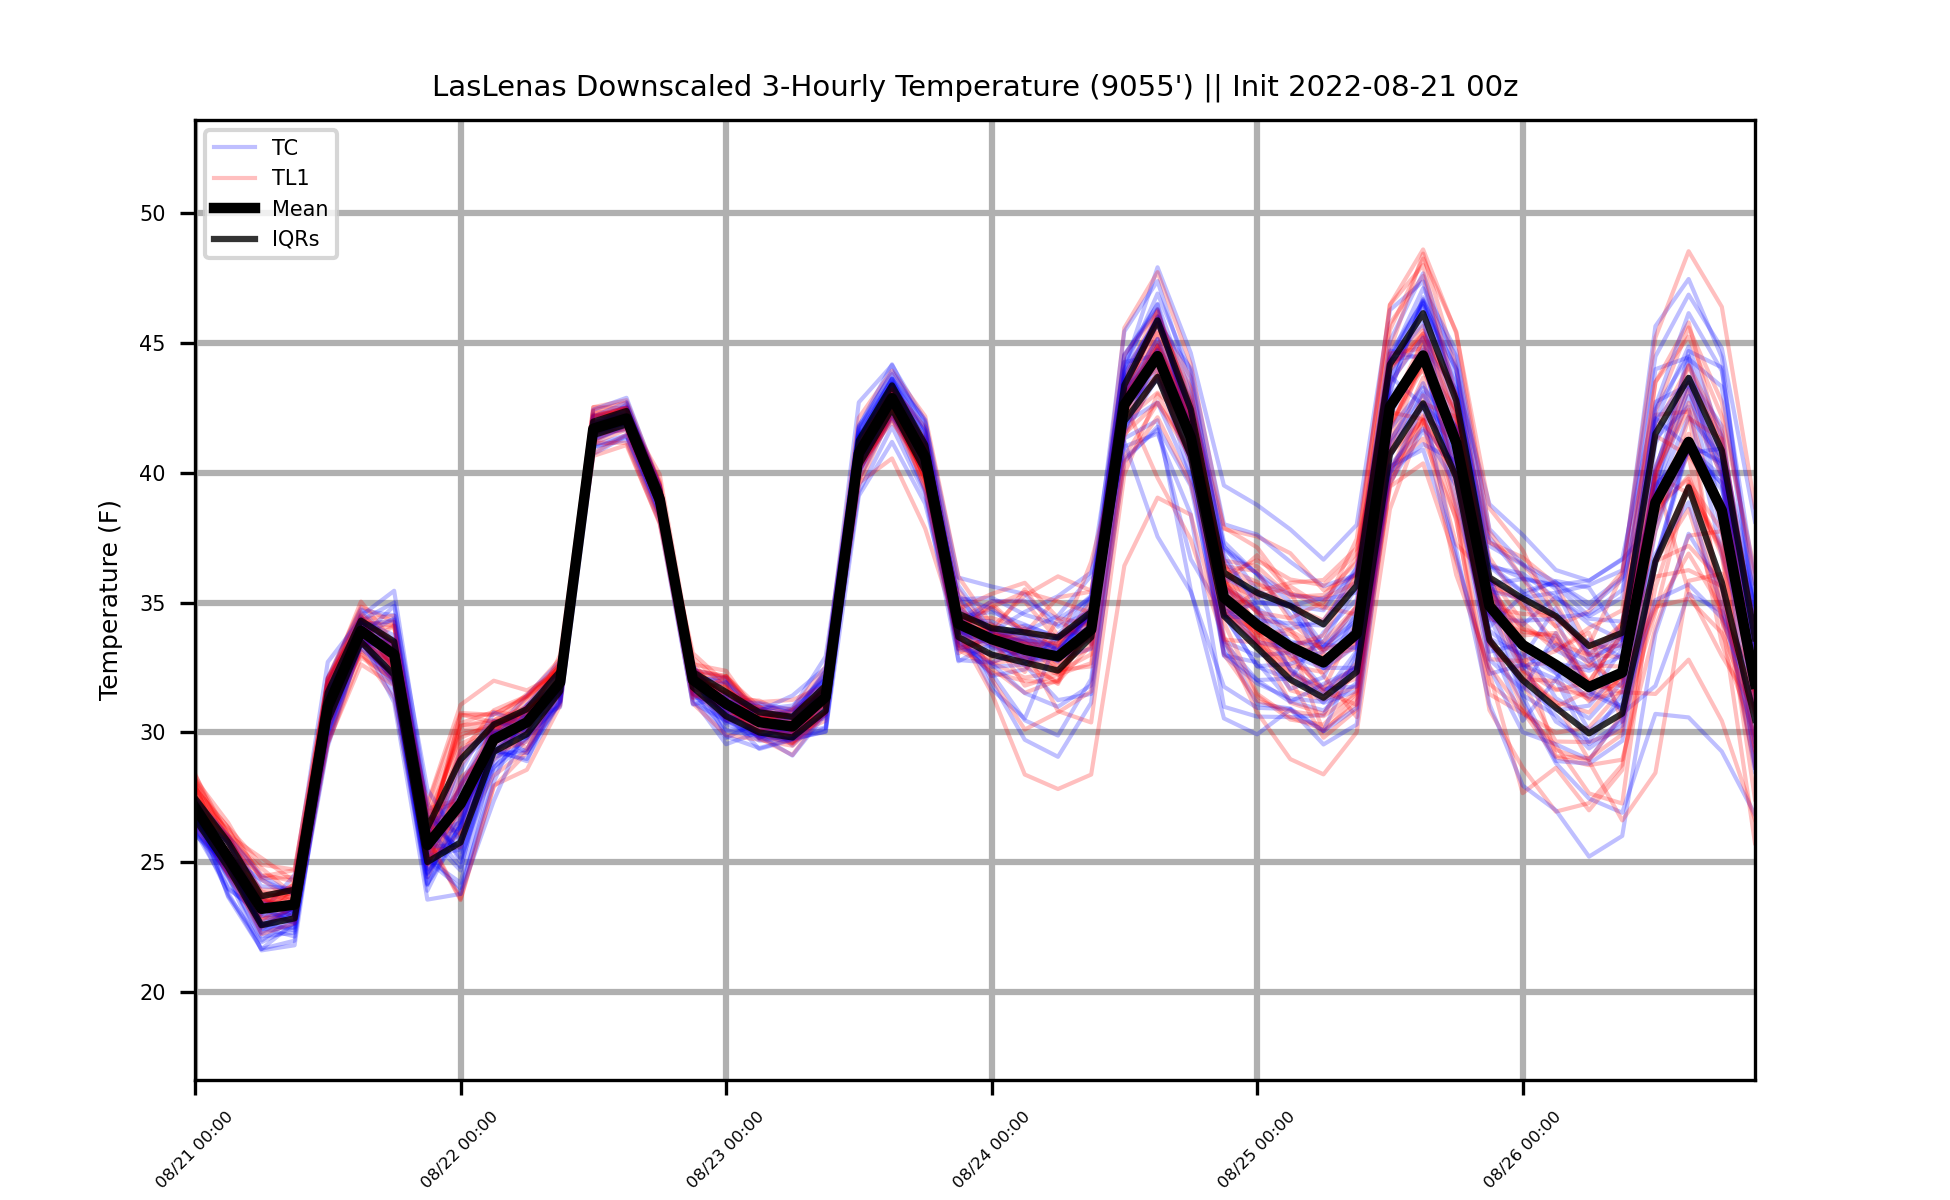 LasLenas Downscaled 3-Hourly Temperature (9055') || Init 2022-08-21 00z
TC
TL1
Mean
IQRs
Temperature (F)
50
45
40
35
30
25
20
08/21 00:00
08/22 00:00
08/23 00:00
08/24 00:00
08/25 00:00
08/26 00:00